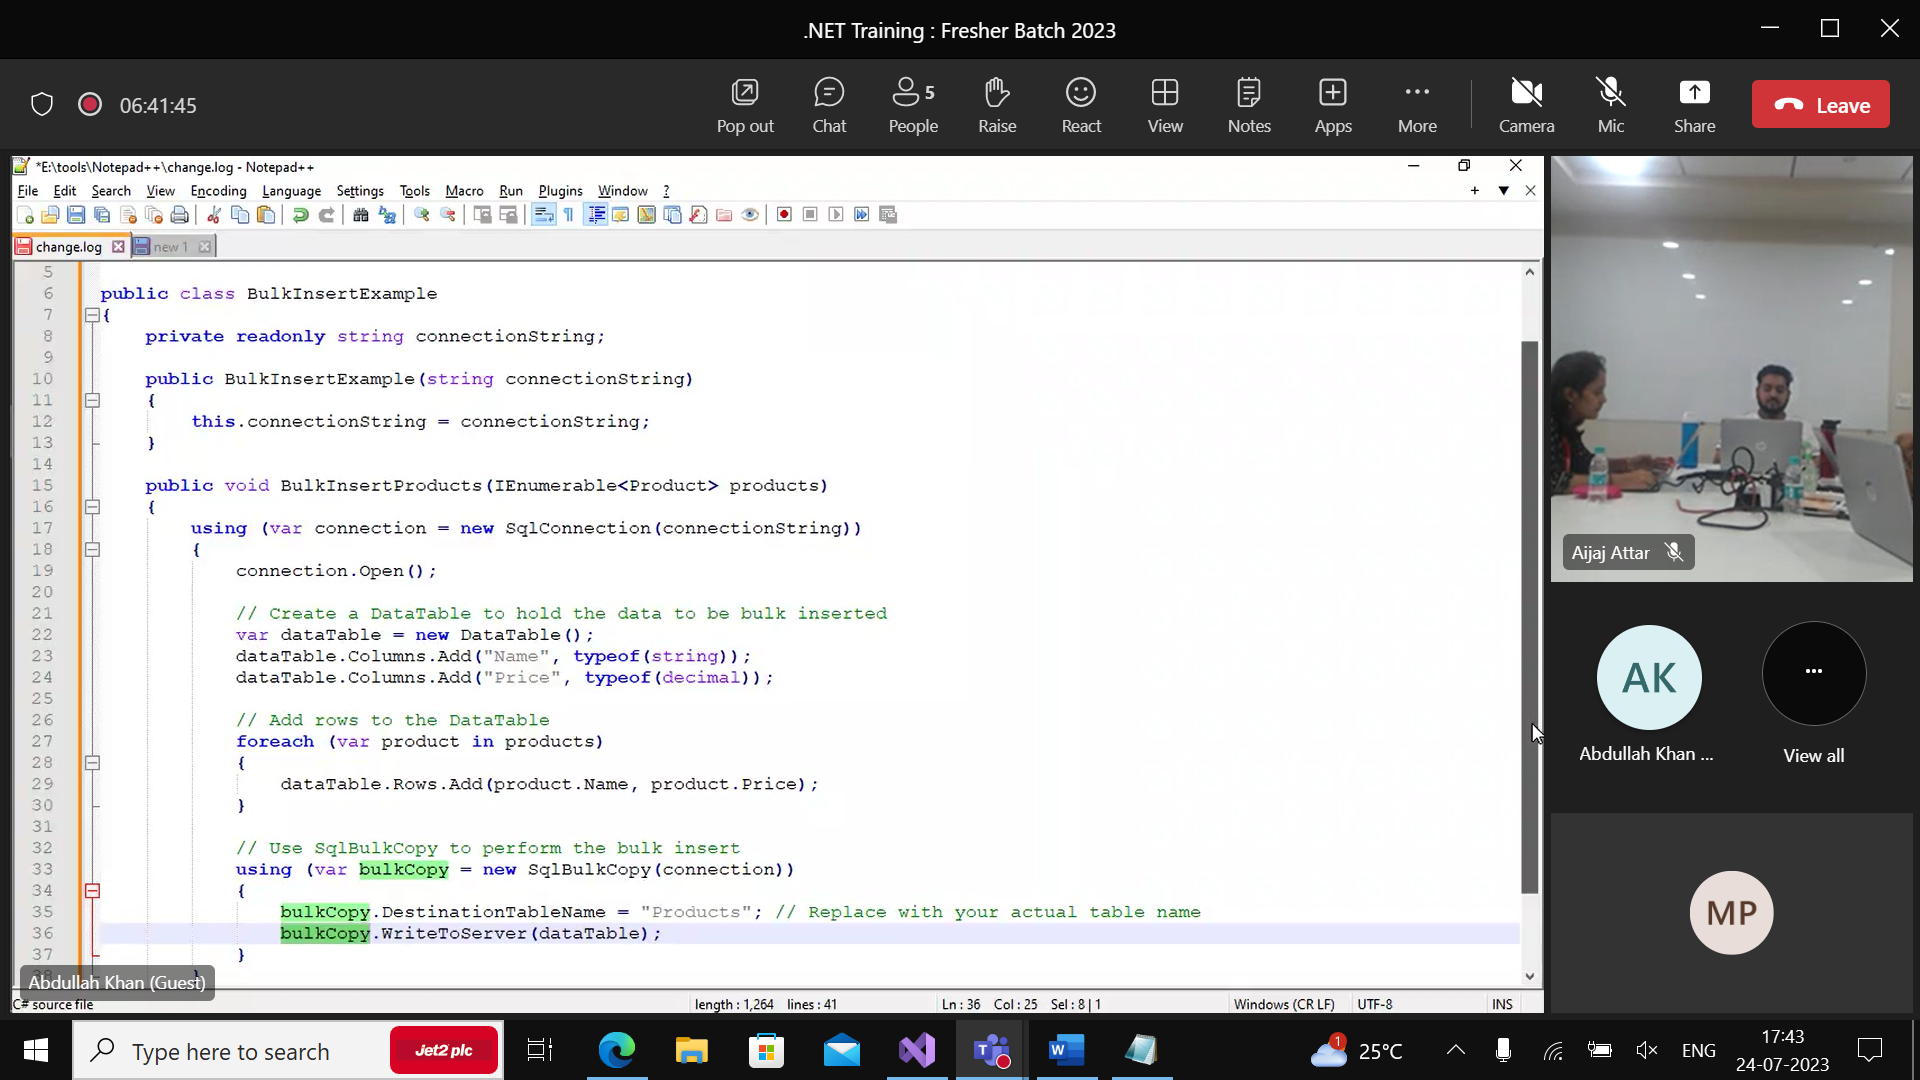 .NET Training : Fresher Batch 2023
06:41:45
Pop out
Chat
5
People
Raise
React
View
Notes
Apps
More
Camera
Mic
Share
Leave
*E:\tools\Notepad++\change.log - Notepad++
File Edit Search View Encoding Language Settings Tools Macro Run Plugins Window ?
change.log
new 1
5
6 public class BulkInsertExample
7 {
8 private readonly string connectionString;
9
10 public BulkInsertExample(string connectionString)
11 {
12 this.connectionString = connectionString;
13 }
14
15 public void BulkInsertProducts(IEnumerable<Product> products)
16 {
17 using (var connection = new SqlConnection(connectionString))
18 {
19 connection.Open();
20
21 // Create a DataTable to hold the data to be bulk inserted
22 var dataTable = new DataTable();
23 dataTable.Columns.Add("Name", typeof(string));
24 dataTable.Columns.Add("Price", typeof(decimal));
25
26 // Add rows to the DataTable
27 foreach (var product in products)
28 {
29 dataTable.Rows.Add(product.Name, product.Price);
30 }
31
32 // Use SqlBulkCopy to perform the bulk insert
33 using (var bulkCopy = new SqlBulkCopy(connection))
34 {
35 bulkCopy.DestinationTableName = "Products"; // Replace with your actual table name
36 bulkCopy.WriteToServer(dataTable);
37 }
Abdullah Khan (Guest)
C# source file
length : 1,264 lines : 41
Ln : 36 Col : 25 Sel : 8 | 1
Windows (CR LF)
UTF-8
INS
Aijaj Attar
AK
Abdullah Khan ...
...
View all
MP
Type here to search
Jet2 plc
1
25°C
ENG
17:43
24-07-2023